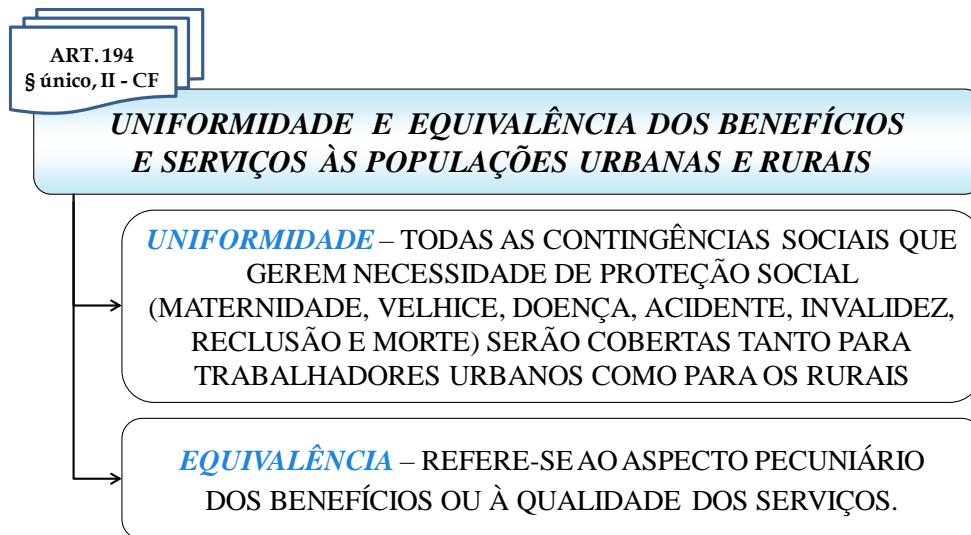 ART. 194
§ único, II - CF
UNIFORMIDADE E EQUIVALÊNCIA DOS BENEFÍCIOS
E SERVIÇOS ÀS POPULAÇÕES URBANAS E RURAIS
UNIFORMIDADE – TODAS AS CONTINGÊNCIAS SOCIAIS QUE
GEREM NECESSIDADE DE PROTEÇÃO SOCIAL
(MATERNIDADE, VELHICE, DOENÇA, ACIDENTE, INVALIDEZ,
RECLUSÃO E MORTE) SERÃO COBERTAS TANTO PARA
TRABALHADORES URBANOS COMO PARA OS RURAIS
EQUIVALÊNCIA – REFERE-SE AO ASPECTO PECUNIÁRIO
DOS BENEFÍCIOS OU À QUALIDADE DOS SERVIÇOS.